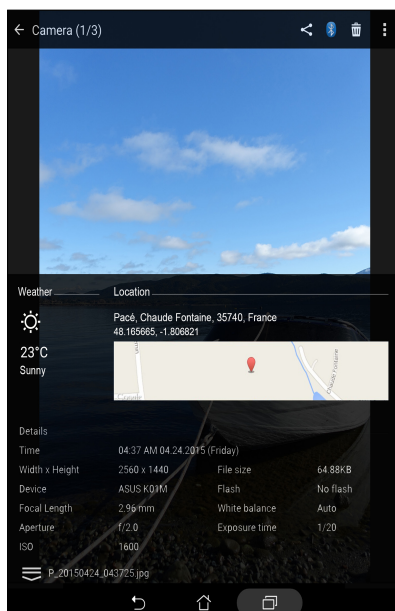 Camera (1/3)
Weather
Location
Pacé, Chaude Fontaine, 35740, France
48.165665, -1.806821
23°C
Sunny
Chaude Fontaine
Google
Details
Time 04:37 AM 04.24.2015 (Friday)
Width x Height 2560 x 1440 File size 64.88KB
Device ASUS K01M Flash No flash
Focal Length 2.96 mm White balance Auto
Aperture f/2.0 Exposure time 1/20
ISO 1600
P_20150424_043725.jpg